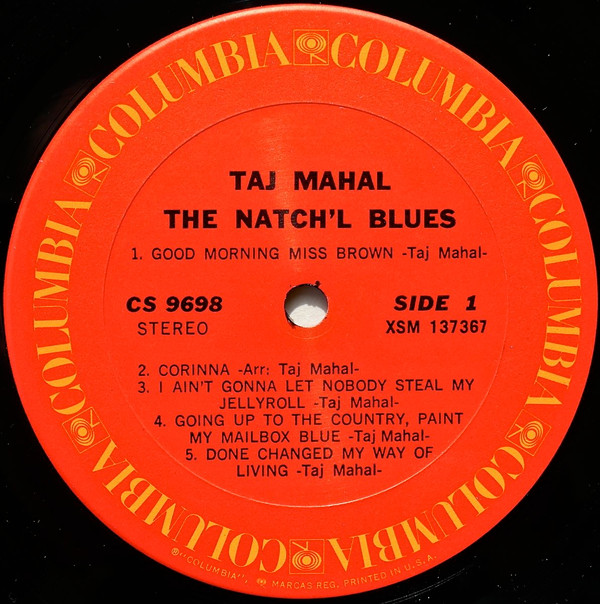 COLUMBIA COLUMBIA COLUMBIA COLUMBIA COLUMBIA COLUMBIA COLUMBIA
TAJ MAHAL
THE NATCH'L BLUES
1. GOOD MORNING MISS BROWN -Taj Mahal-
CS 9698
STEREO
SIDE 1
XSM 137367
2. CORINNA -Arr: Taj Mahal-
3. I AIN'T GONNA LET NOBODY STEAL MY
JELLYROLL -Taj Mahal-
4. GOING UP TO THE COUNTRY, PAINT
MY MAILBOX BLUE -Taj Mahal-
5. DONE CHANGED MY WAY OF
LIVING -Taj Mahal-
®"COLUMBIA", MARCAS REG. PRINTED IN U.S.A.